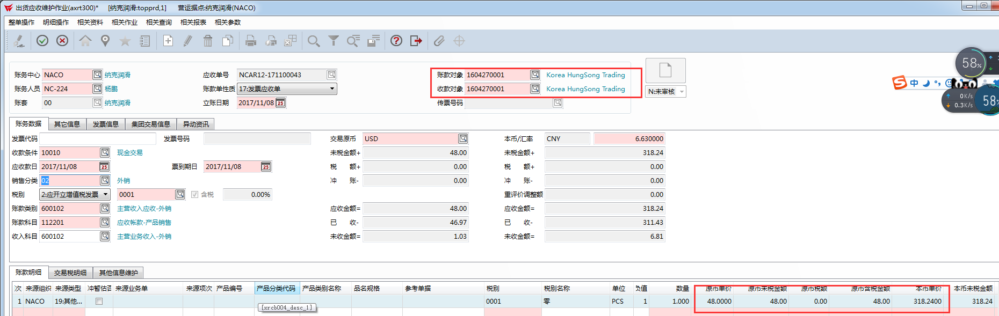 出货应收维护作业(axrt300)* [纳克润滑:topprd,1] 营运据点:纳克润滑(NACO)
整单操作 明细操作 相关资料 相关作业 相关查询 相关报表 相关参数
账务中心 NACO 纳克润滑 应收单号 NCAR12-171100043 账款对象 1604270001 Korea HungSong Trading
账务人员 NC-224 杨鹏 账款单性质 17:发票应收单 收款对象 1604270001 Korea HungSong Trading N:未审核
账套 00 纳克润滑 立账日期 2017/11/08 25 传票号码
58%
中
0K/s
0.3K/s
58%
账务数据 其它信息 发票信息 集团交易信息 异动资讯
发票代码 发票号码 交易原币 USD 本币/汇率 CNY 6.630000
收款条件 10010 现金交易 未税金额+ 48.00 未税金额+ 318.24
应收款日 2017/11/08 25 票到期日 2017/11/08 25 税 额+ 0.00 税 额+ 0.00
销售分类 02 外销 冲 账- 0.00 冲 账- 0.00
税别 2:应开立增值税发票 0001 含税 0.00% 重评价调整额 0.00
账款类别 600102 主营收入应收-外销 应收金额= 48.00 应收金额= 318.24
账款科目 112201 应收帐款-产品销售 已 收- 46.97 已 收- 311.43
收入科目 600102 主营业务收入-外销 未收金额= 1.03 未收金额= 6.81
账款明细 交易税明细 其他信息维护
次 来源组织 来源类型 冲暂估否 来源业务单 来源项次 产品编号 产品分类代码 产品类别名称 品名规格 参考单据 税别 税别名称 单位 负值 数量 原币单价 原币未税金额 原币税额 原币含税金额 本币单价 本币未税金额
1 NACO 19:其他... 0001 零 PCS 1 1.000 48.0000 48.00 0.00 48.00 318.2400 318.24
[xrcb004_desc_1]